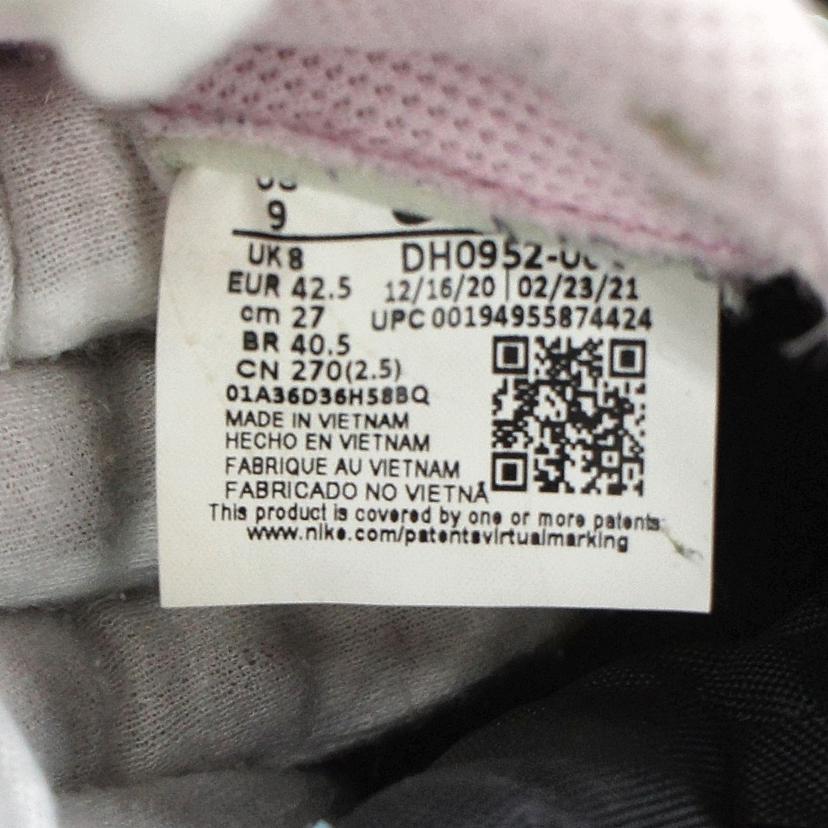 US
9
UK 8
DH0952-
EUR 42.5
12/16/20 02/23/21
cm 27
UPC 00194955874424
BR 40.5
CN 270(2.5)
01A36D36H58BQ
MADE IN VIETNAM
HECHO EN VIETNAM
FABRIQUE AU VIETNAM
FABRICADO NO VIETNÃ
This product is covered by one or more patents:
www.nike.com/patentsvirtualmarking